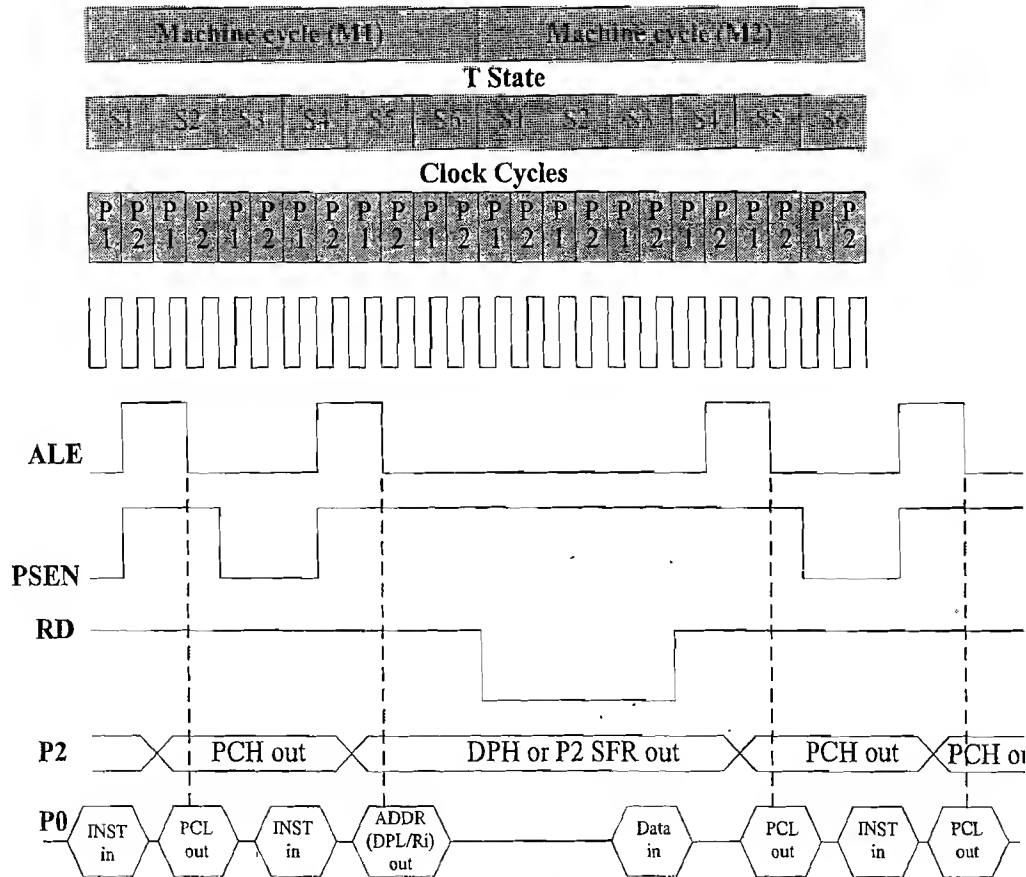 Machine cycle (M1) Machine cycle (M2)
T State
S1 S2 S3 S4 S5 S6 S1 S2 S3 S4 S5 S6
Clock Cycles
P P P P P P P P P P P P P P P P P P P P P P P P
1 2 1 2 1 2 1 2 1 2 1 2 1 2 1 2 1 2 1 2 1 2 1 2
ALE
PSEN
RD
P2 PCH out DPH or P2 SFR out PCH out PCH ou
P0
INST in
PCL out
INST in
ADDR (DPL/Ri) out
Data in
PCL out
INST in
PCL out